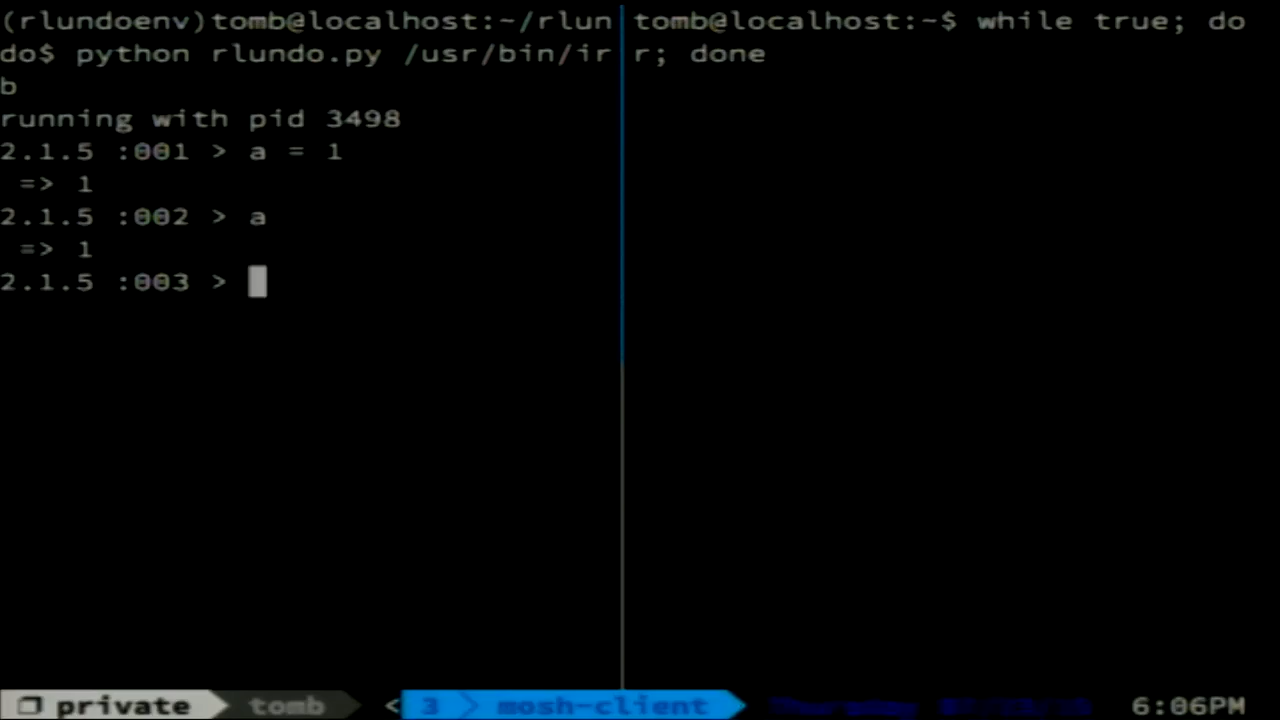 (rlundoenv)tomb@localhost:~/rlun
do$ python rlundo.py /usr/bin/ir
b
running with pid 3498
2.1.5 :001 > a = 1
 => 1
2.1.5 :002 > a
 => 1
2.1.5 :003 >
tomb@localhost:~$ while true; do
r; done
private tomb < 3 mosh-client Thursday 6:06PM